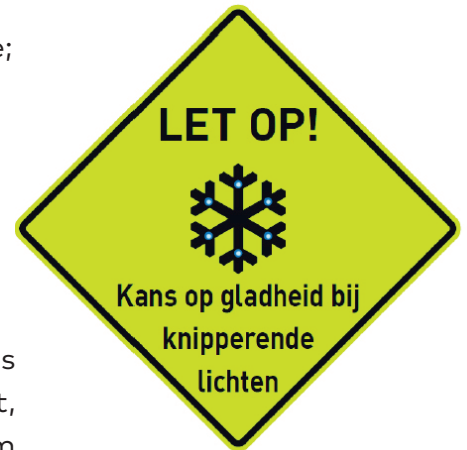 e;
LET OP!
Kans op gladheid bij
knipperende
lichten
s
t,